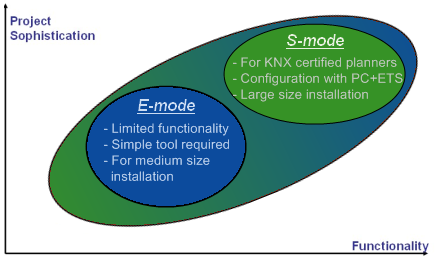 Project
Sophistication
S-mode
- For KNX certified planners
- Configuration with PC+ETS
- Large size installation
E-mode
- Limited functionality
- Simple tool required
- For medium size
installation
Functionality